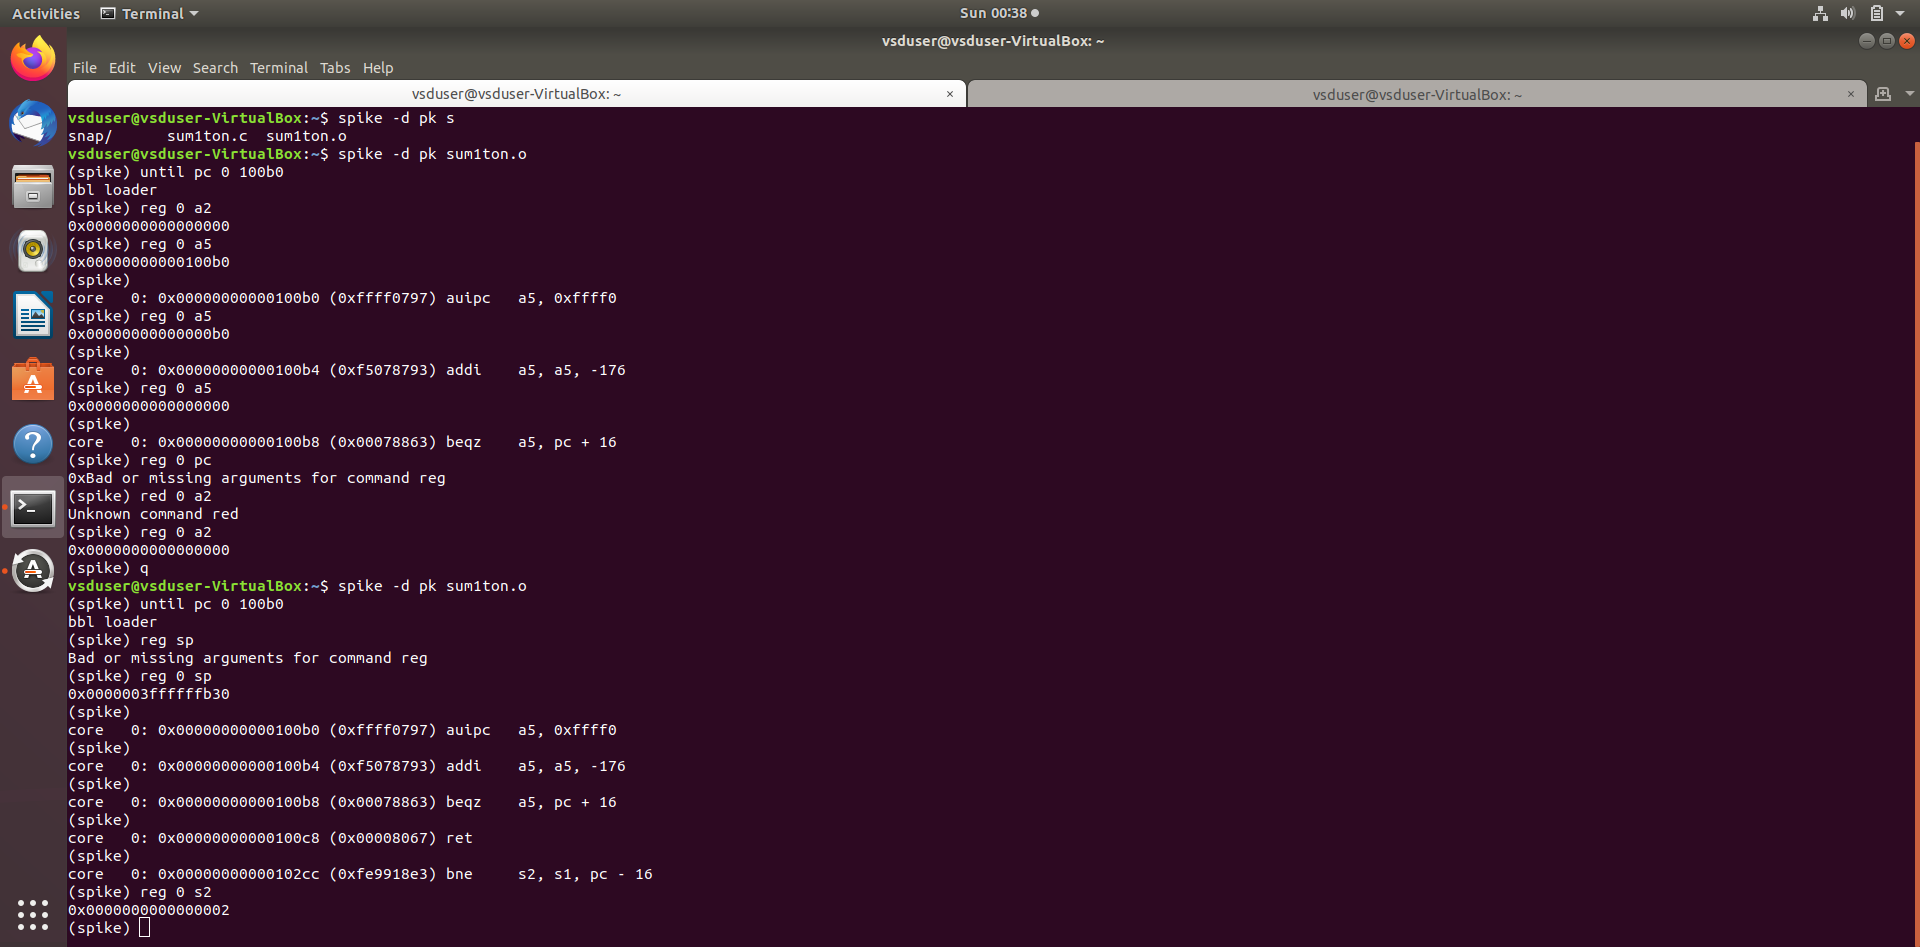 Activities Terminal Sun 00:38
vsduser@vsduser-VirtualBox: ~
File Edit View Search Terminal Tabs Help
vsduser@vsduser-VirtualBox: ~ × vsduser@vsduser-VirtualBox: ~ ×
vsduser@vsduser-VirtualBox:~$ spike -d pk s
snap/      sum1ton.c  sum1ton.o
vsduser@vsduser-VirtualBox:~$ spike -d pk sum1ton.o
(spike) until pc 0 100b0
bbl loader
(spike) reg 0 a2
0x0000000000000000
(spike) reg 0 a5
0x00000000000100b0
(spike)
core   0: 0x00000000000100b0 (0xffff0797) auipc   a5, 0xffff0
(spike) reg 0 a5
0x00000000000000b0
(spike)
core   0: 0x00000000000100b4 (0xf5078793) addi    a5, a5, -176
(spike) reg 0 a5
0x0000000000000000
(spike)
core   0: 0x00000000000100b8 (0x00078863) beqz    a5, pc + 16
(spike) reg 0 pc
0xBad or missing arguments for command reg
(spike) red 0 a2
Unknown command red
(spike) reg 0 a2
0x0000000000000000
(spike) q
vsduser@vsduser-VirtualBox:~$ spike -d pk sum1ton.o
(spike) until pc 0 100b0
bbl loader
(spike) reg sp
Bad or missing arguments for command reg
(spike) reg 0 sp
0x0000003ffffffb30
(spike)
core   0: 0x00000000000100b0 (0xffff0797) auipc   a5, 0xffff0
(spike)
core   0: 0x00000000000100b4 (0xf5078793) addi    a5, a5, -176
(spike)
core   0: 0x00000000000100b8 (0x00078863) beqz    a5, pc + 16
(spike)
core   0: 0x00000000000100c8 (0x00008067) ret
(spike)
core   0: 0x00000000000102cc (0xfe9918e3) bne     s2, s1, pc - 16
(spike) reg 0 s2
0x0000000000000002
(spike)